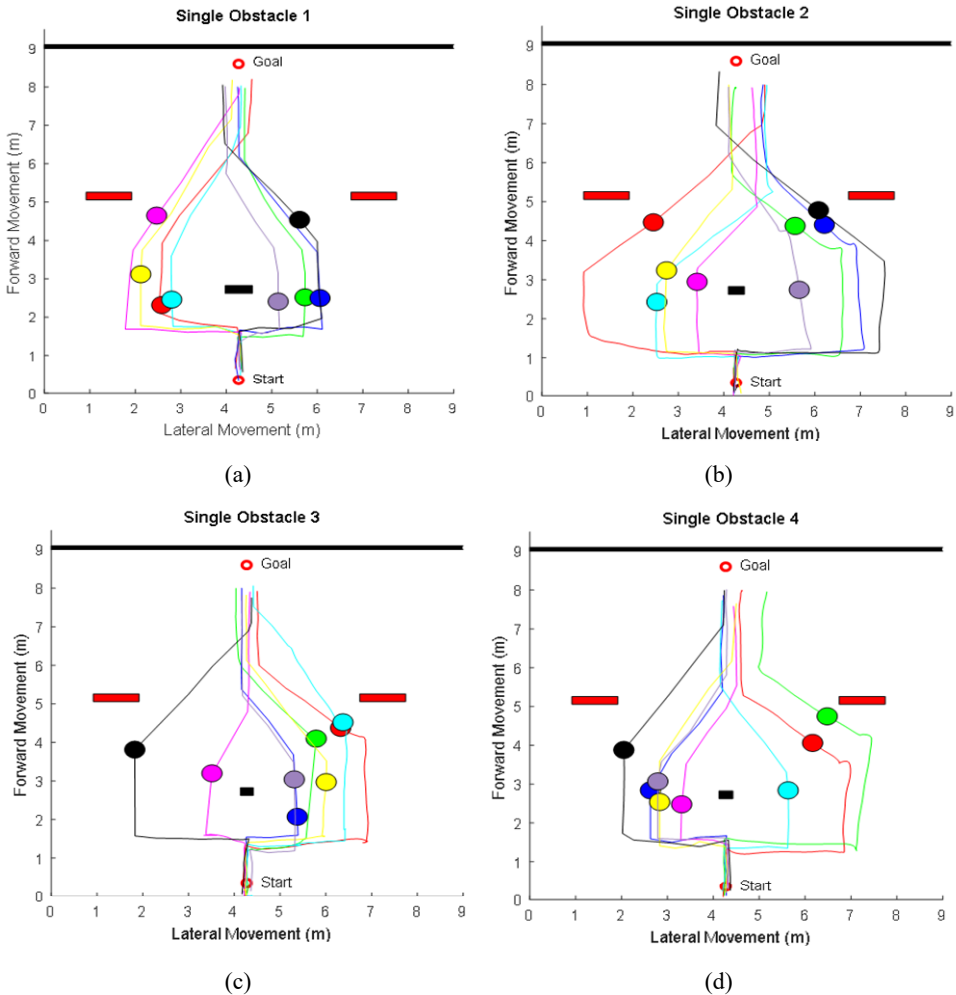 Single Obstacle 1
9
8
7
6
5
4
3
2
1
0
Forward Movement (m)
Goal
Start
0 1 2 3 4 5 6 7 8 9
Lateral Movement (m)
(a)
Single Obstacle 2
9
8
7
6
5
4
3
2
1
0
Forward Movement (m)
Goal
Start
0 1 2 3 4 5 6 7 8 9
Lateral Movement (m)
(b)
Single Obstacle 3
9
8
7
6
5
4
3
2
1
0
Forward Movement (m)
Goal
Start
0 1 2 3 4 5 6 7 8 9
Lateral Movement (m)
(c)
Single Obstacle 4
9
8
7
6
5
4
3
2
1
0
Forward Movement (m)
Goal
Start
0 1 2 3 4 5 6 7 8 9
Lateral Movement (m)
(d)